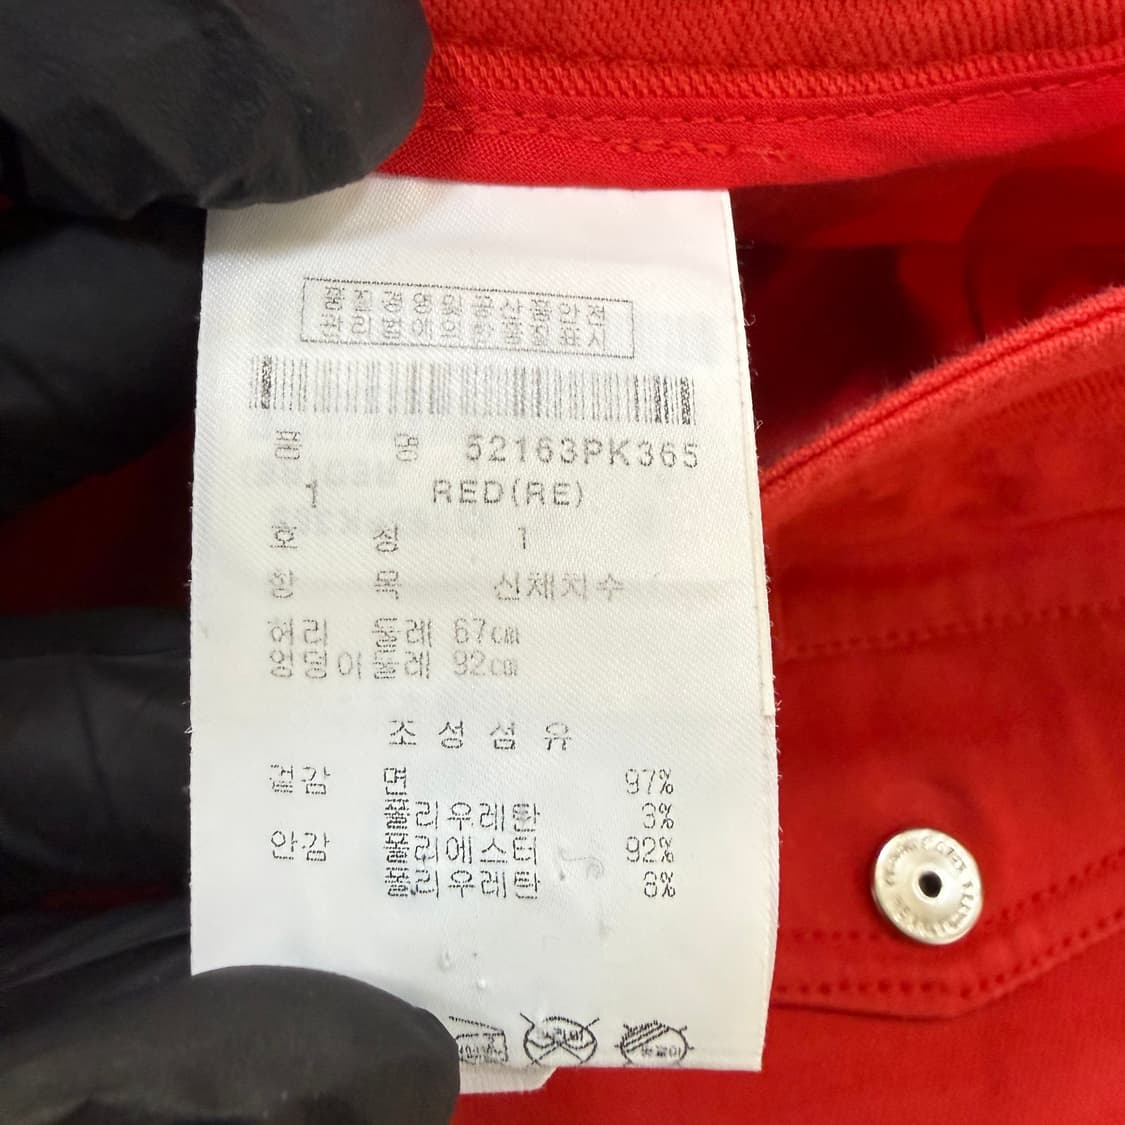 품질경영및공산품안전
관리법에의한품질표시
품 명 52163PK365
1 RED(RE)
호 칭 1
항 목 신체치수
허리 둘레 67cm
엉덩이둘레 92cm
조 성 섬 유
겉감 면 97%
폴리우레탄 3%
안감 폴리에스터 92%
폴리우레탄 8%